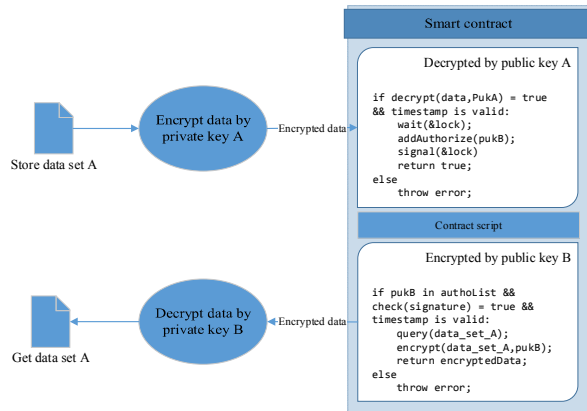 Smart contract
Decrypted by public key A
if decrypt(data,PukA) = true
&& timestamp is valid:
wait(&lock);
addAuthorize(pukB);
signal(&lock)
return true;
else
throw error;
Encrypt data by
private key A
Encrypted data
Store data set A
Contract script
Encrypted by public key B
if pukB in authoList &&
check(signature) = true &&
timestamp is valid:
query(data_set_A);
encrypt(data_set_A,pukB);
return encryptedData;
else
throw error;
Decrypt data by
private key B
Encrypted data
Get data set A